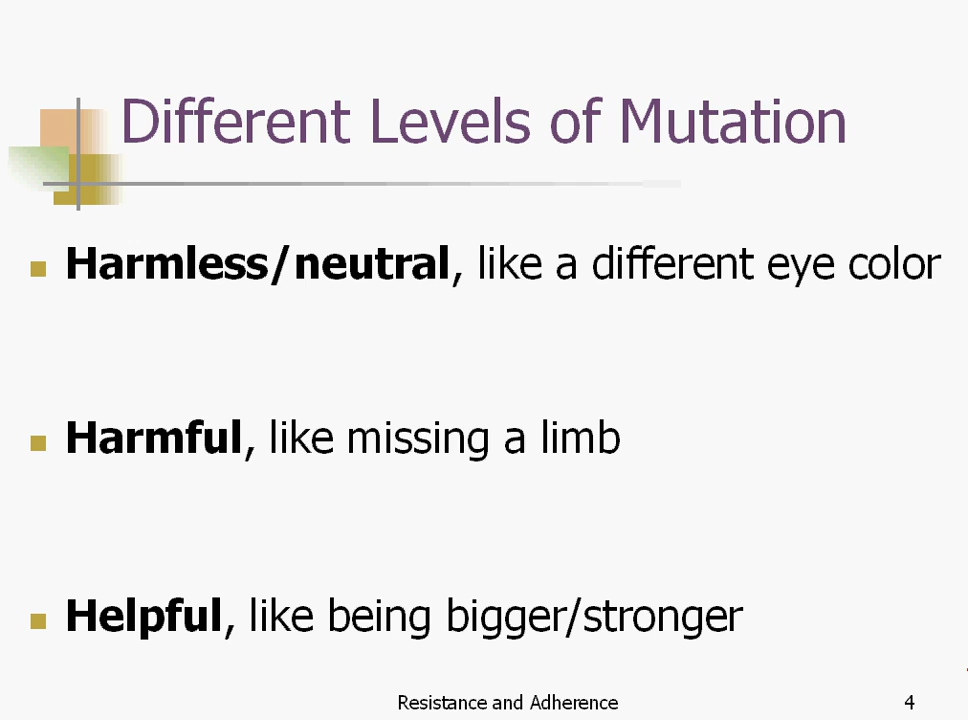 Different Levels of Mutation
Harmless/neutral, like a different eye color
Harmful, like missing a limb
Helpful, like being bigger/stronger
Resistance and Adherence
4